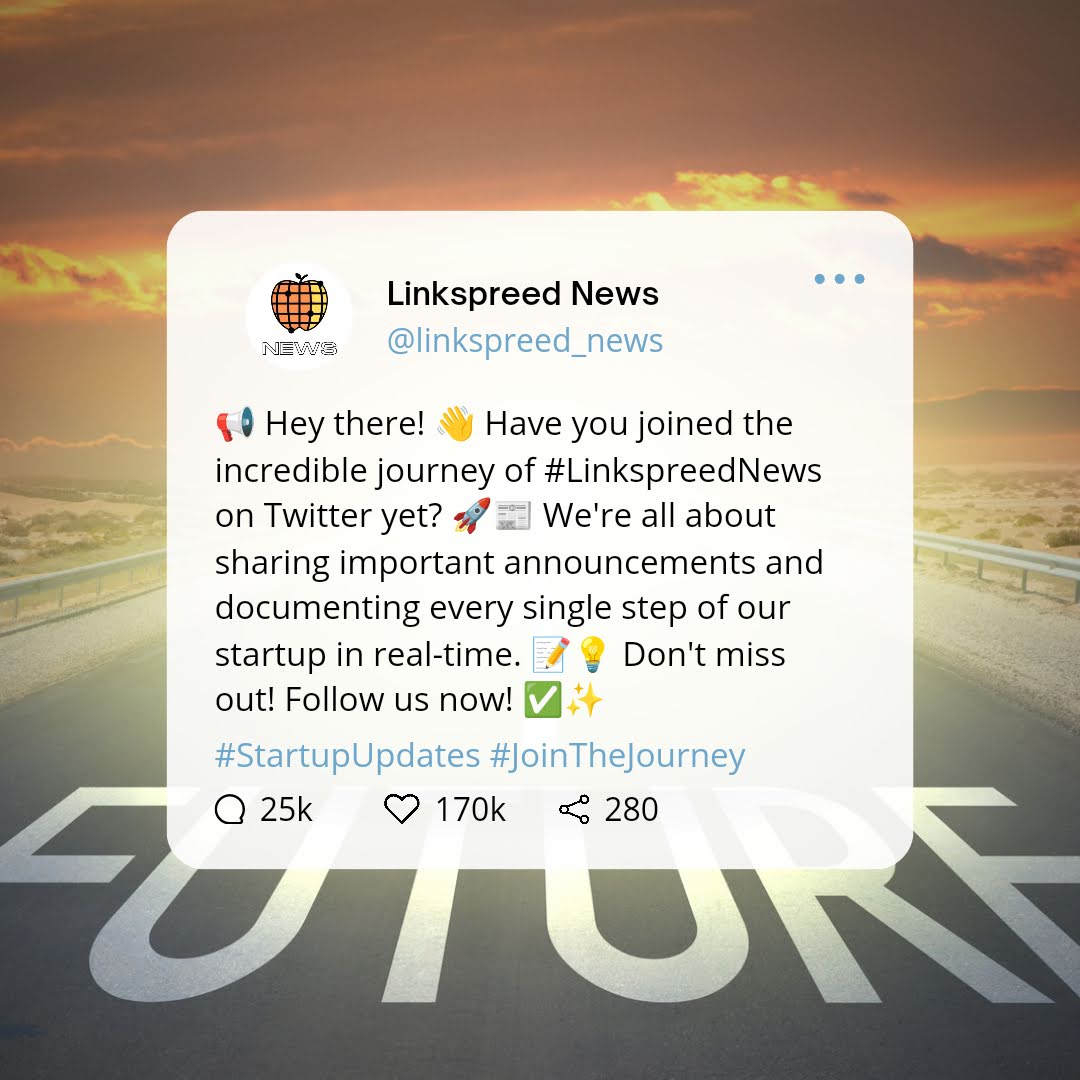 NEWS
Linkspreed News
@linkspreed_news
📢 Hey there! 👋 Have you joined the
incredible journey of #LinkspreedNews
on Twitter yet? 🚀📰 We're all about
sharing important announcements and
documenting every single step of our
startup in real-time. 📝💡 Don't miss
out! Follow us now! ✅✨
#StartupUpdates #JoinTheJourney
25k 170k 280
FUTURE